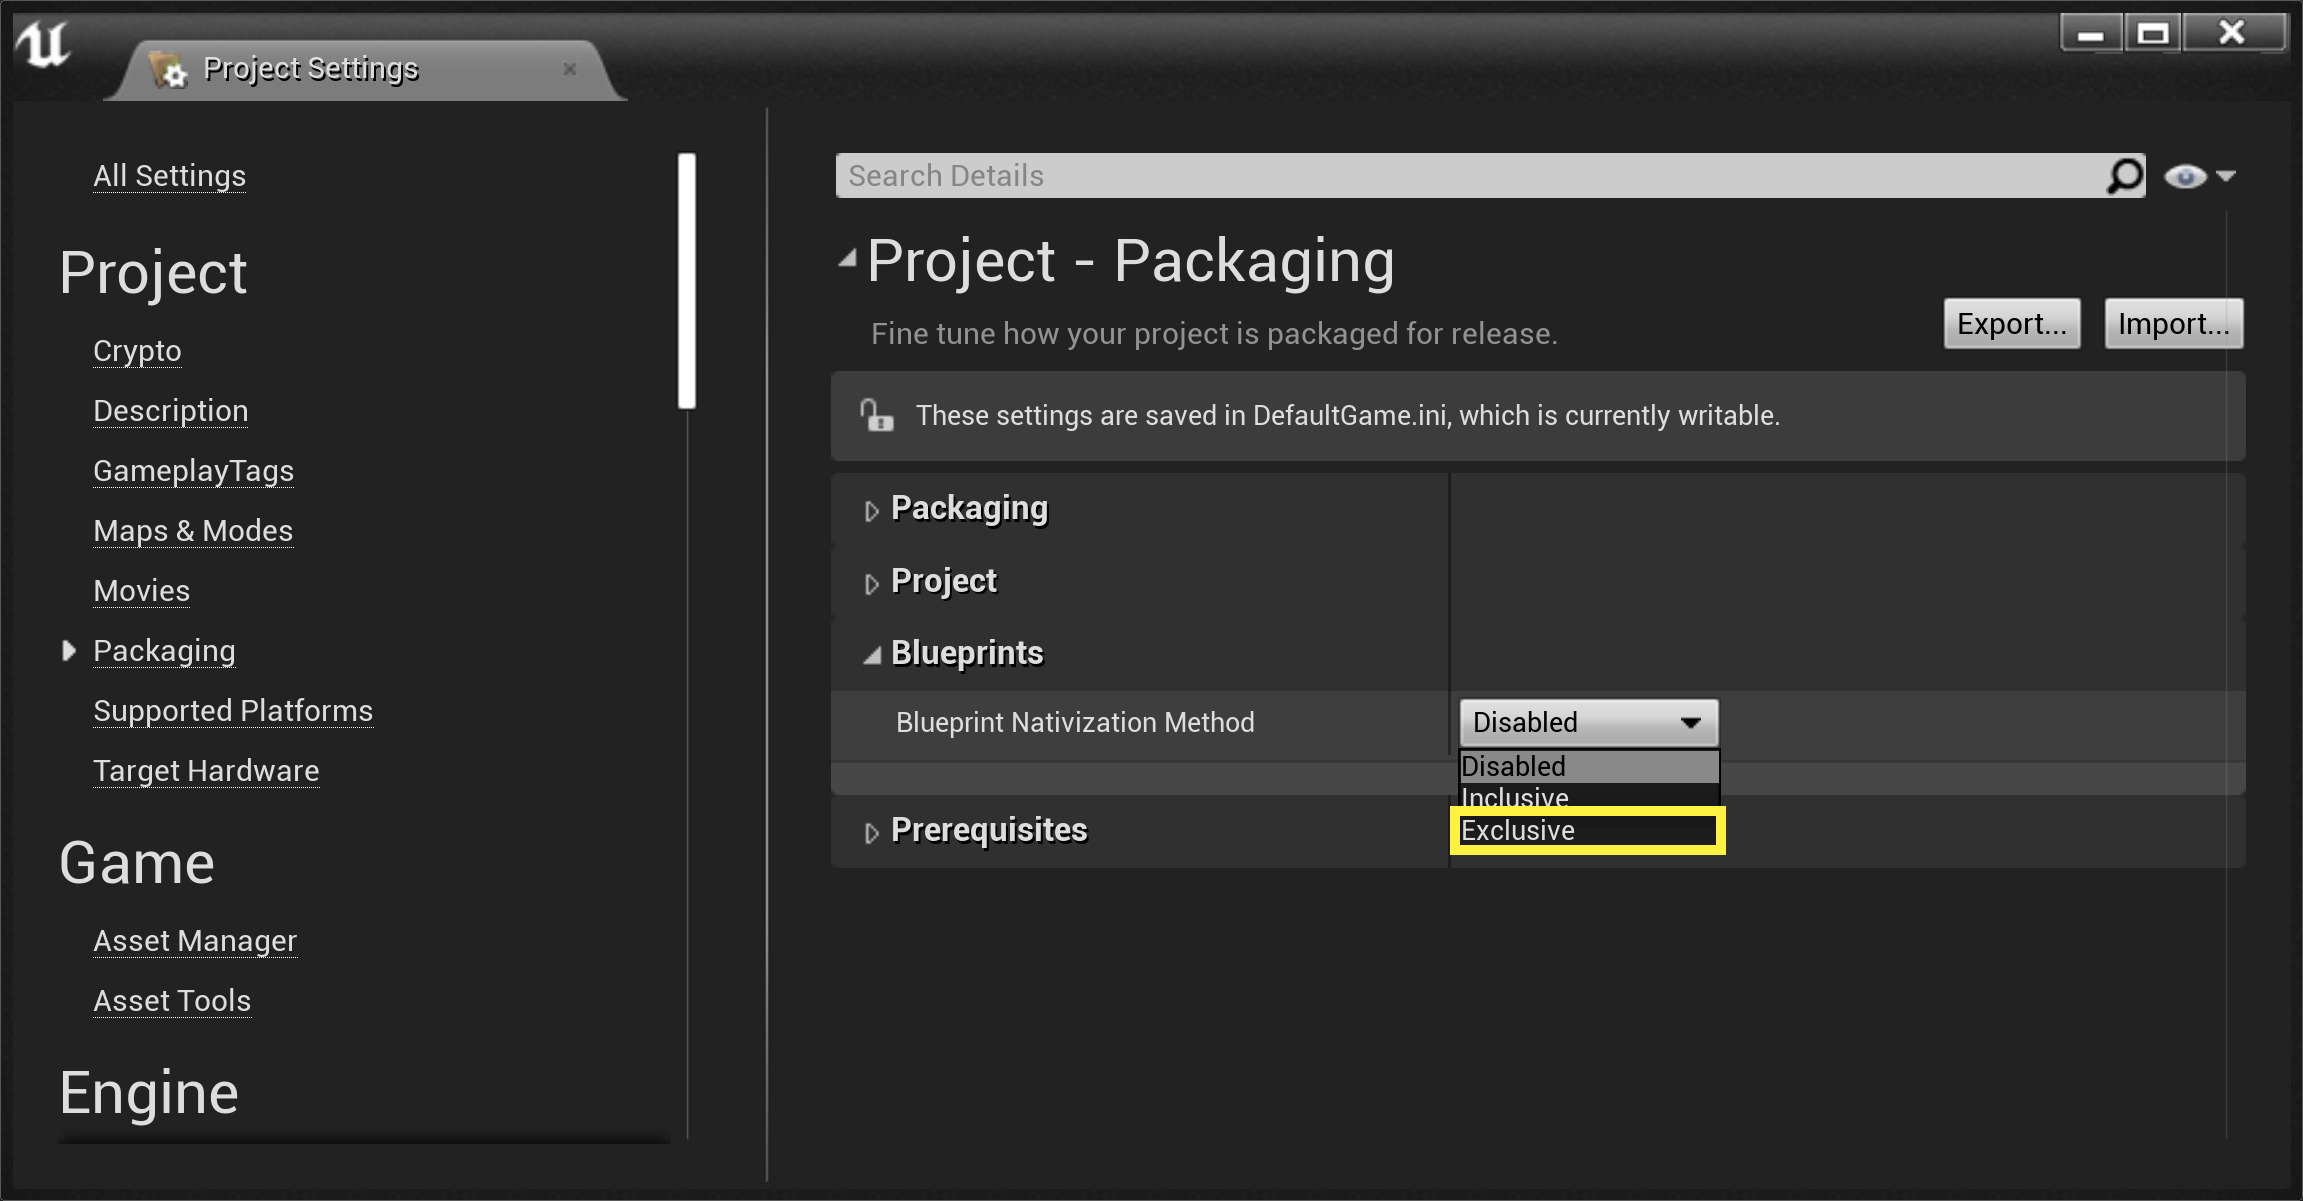 Project Settings
All Settings
Project
Crypto
Description
GameplayTags
Maps & Modes
Movies
Packaging
Supported Platforms
Target Hardware
Game
Asset Manager
Asset Tools
Engine
Search Details
Project - Packaging
Fine tune how your project is packaged for release.
Export...
Import...
These settings are saved in DefaultGame.ini, which is currently writable.
Packaging
Project
Blueprints
Blueprint Nativization Method
Disabled
Disabled
Inclusive
Exclusive
Prerequisites